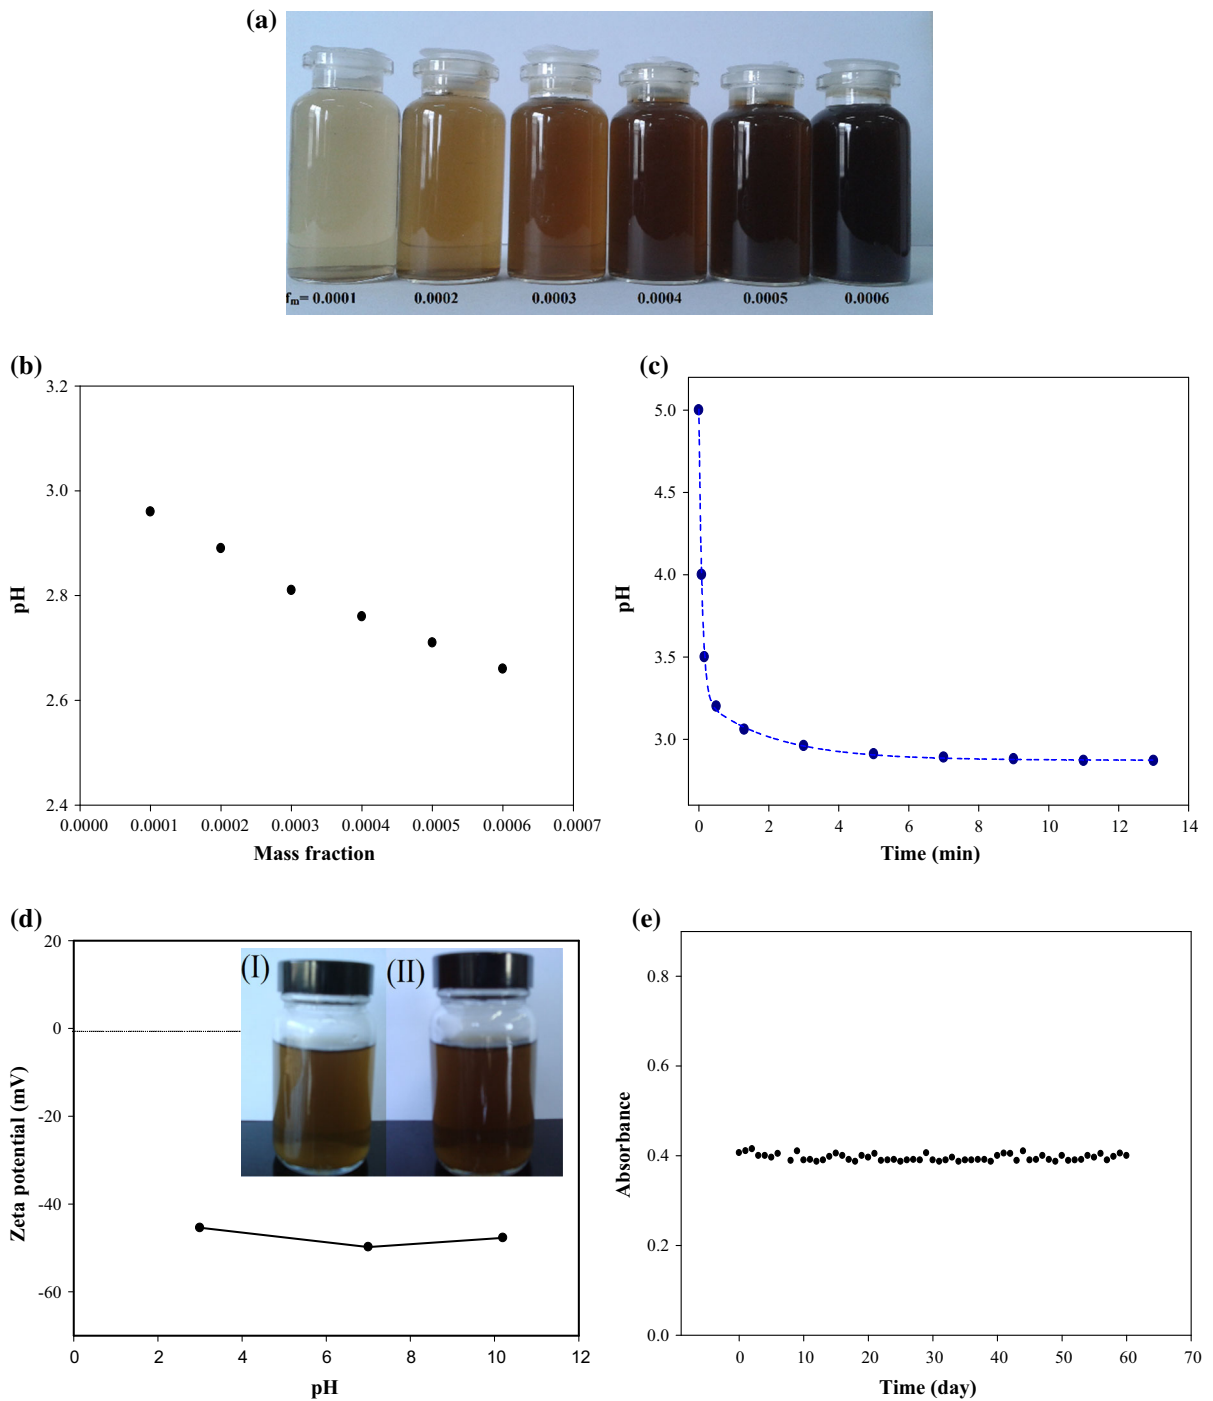 (a)
fm= 0.0001 0.0002 0.0003 0.0004 0.0005 0.0006
(b)
3.2
3.0
2.8
2.6
2.4
pH
0.0000 0.0001 0.0002 0.0003 0.0004 0.0005 0.0006 0.0007
Mass fraction
(c)
5.0
4.5
4.0
3.5
3.0
pH
0 2 4 6 8 10 12 14
Time (min)
(d)
20
0
-20
-40
-60
Zeta potential (mV)
(I) (II)
0 2 4 6 8 10 12
pH
(e)
0.8
0.6
0.4
0.2
0.0
Absorbance
0 10 20 30 40 50 60 70
Time (day)